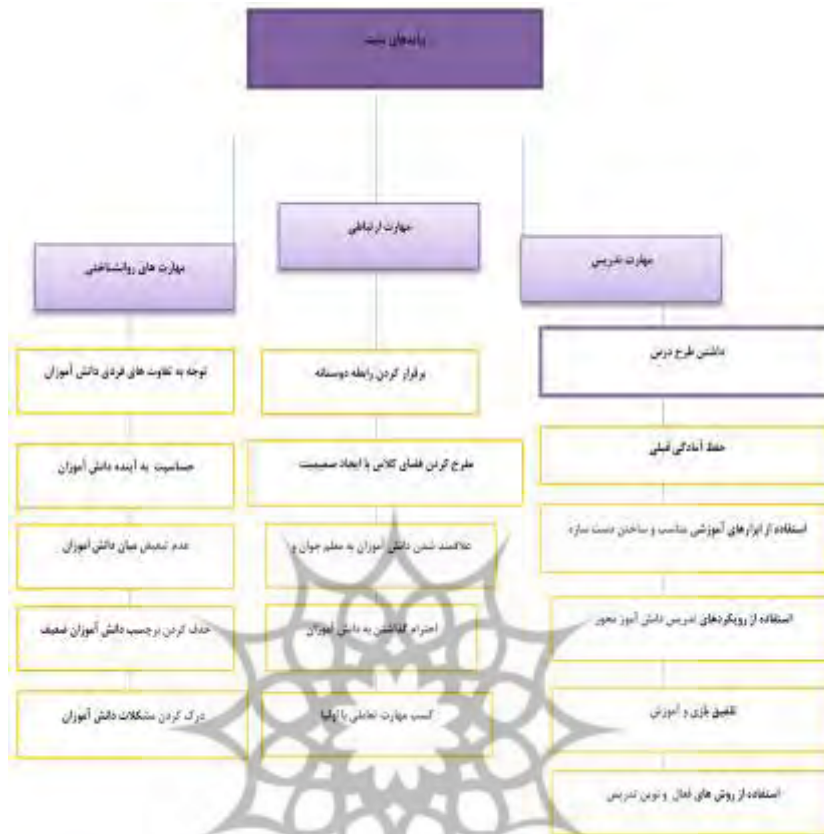 پیامدهای مثبت
مهارت تدریس
داشتن طرح درس
حفظ آمادگی قبلی
استفاده از ابزارهای آموزشی مناسب و ساختن دست سازه
استفاده از رویکردهای تدریس دانش آموز محور
تلفیق بازی و آموزش
استفاده از روش های فعال و نوین تدریس
مهارت ارتباطی
برقرار کردن رابطه دوستانه
مفرح کردن فضای کلاس با ایجاد صمیمیت
علاقمند شدن دانش آموزان به معلم جوان و
احترام گذاشتن به دانش آموزان
کسب مهارت تعاملی با اولیا
مهارت های روانشناختی
توجه به تفاوت های فردی دانش آموزان
حساسیت به آینده دانش آموزان
عدم تبعیض میان دانش آموزان
حذف کردن برچسب دانش آموزان ضعیف
درک کردن مشکلات دانش آموزان